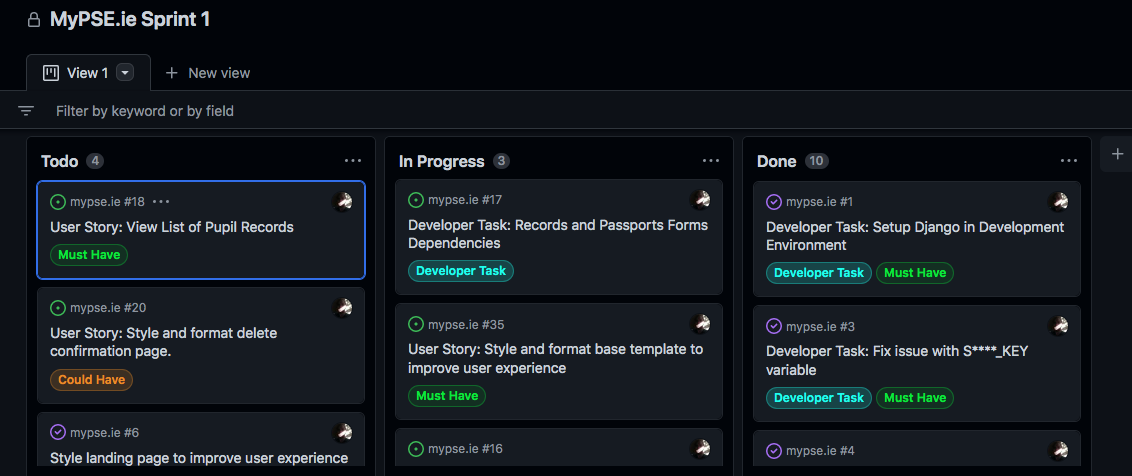 MyPSE.ie Sprint 1
View 1
New view
Filter by keyword or by field
Todo 4
mypse.ie #18
User Story: View List of Pupil Records
Must Have
mypse.ie #20
User Story: Style and format delete
confirmation page.
Could Have
mypse.ie #6
Style landing page to improve user experience
In Progress 3
mypse.ie #17
Developer Task: Records and Passports Forms
Dependencies
Developer Task
mypse.ie #35
User Story: Style and format base template to
improve user experience
Must Have
mypse.ie #16
Done 10
mypse.ie #1
Developer Task: Setup Django in Development
Environment
Developer Task Must Have
mypse.ie #3
Developer Task: Fix issue with S****_KEY
variable
Developer Task Must Have
mypse.ie #4